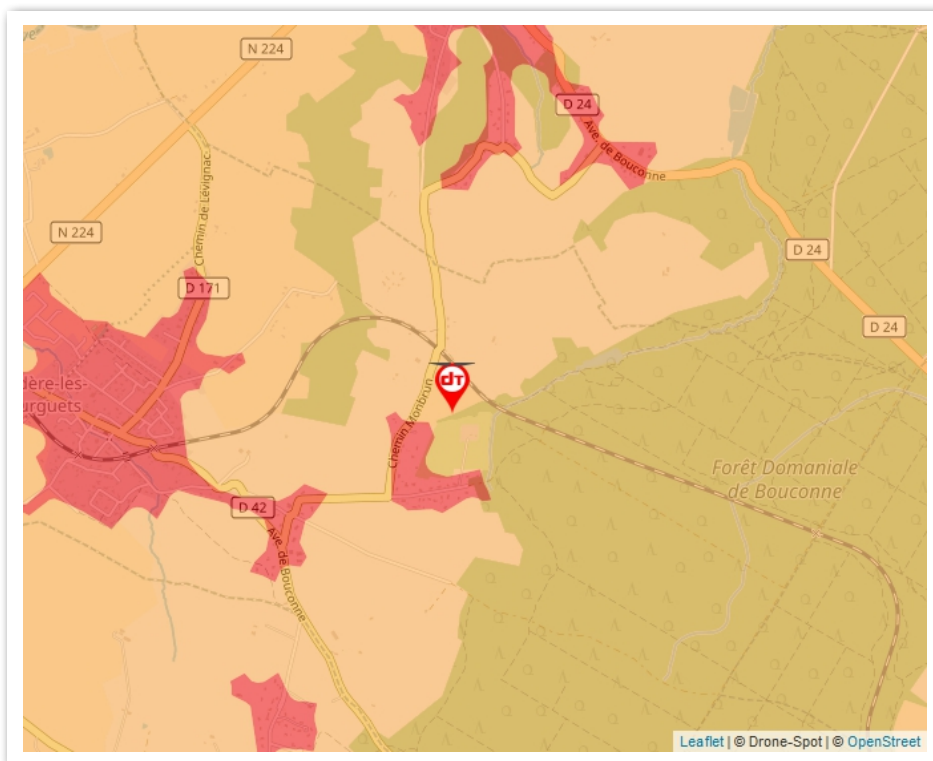 N 224
D 24
Ave. de Bouconne
Chemin de Lévignac
N 224
D 24
D 171
D 24
dère-les-
urguets
dT
Chemin Monbrun
Forêt Domaniale
de Bouconne
D 42
Ave. de Bouconne
Leaflet | © Drone-Spot | © OpenStreet